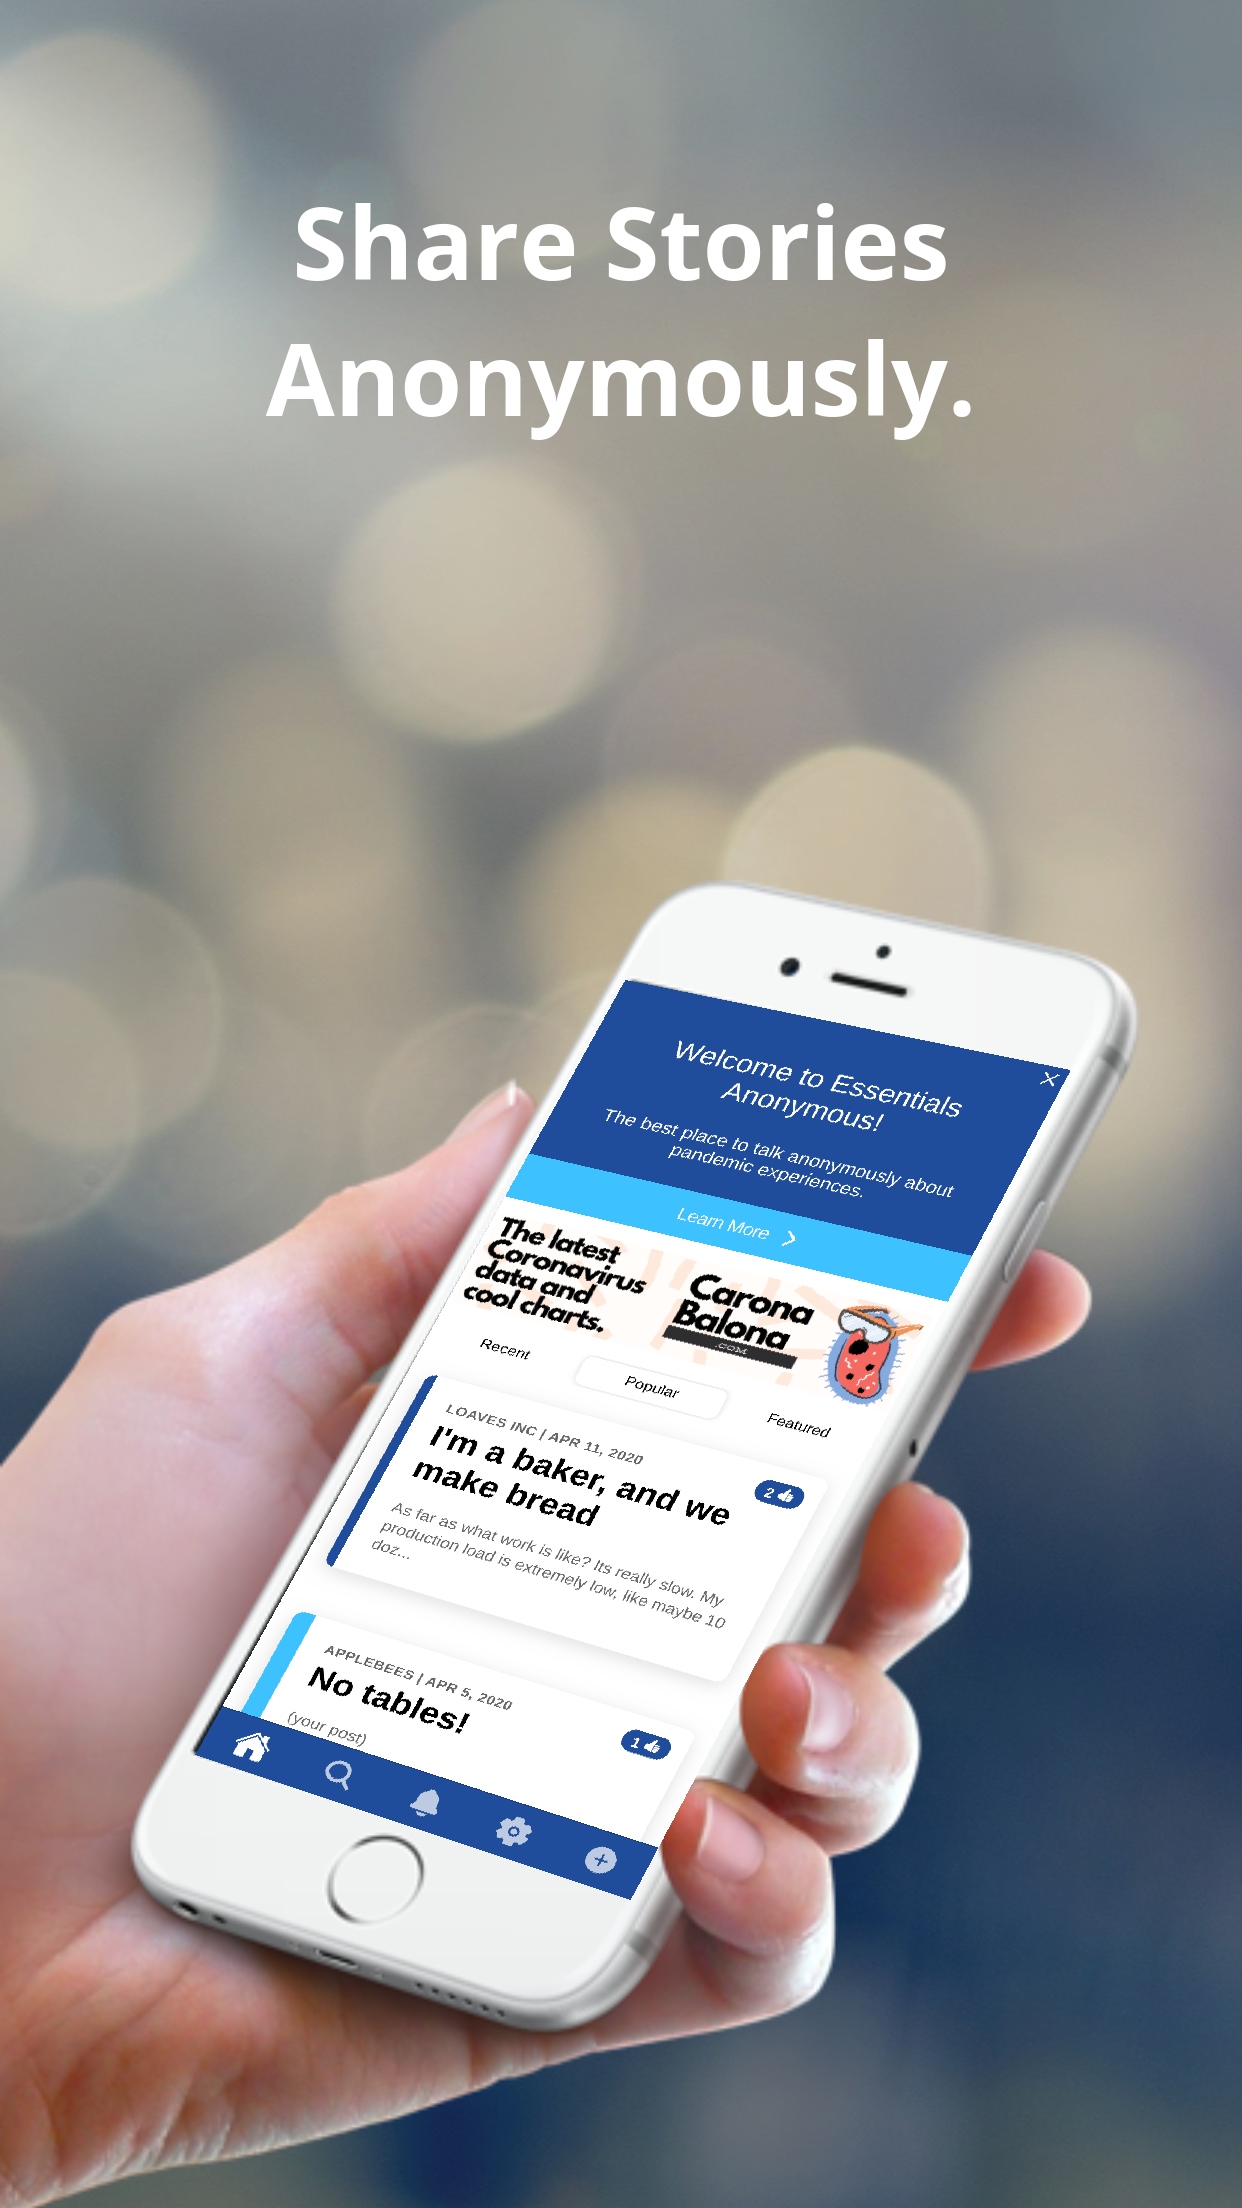 Share Stories
Anonymously.
Welcome to Essentials
Anonymous!
The best place to talk anonymously about
pandemic experiences.
Learn More
The latest
Coronavirus
data and
cool charts.
Carona
Balona
.COM
Recent
Popular
Featured
LOAVES INC | APR 11, 2020
I'm a baker, and we
make bread
2
As far as what work is like? Its really slow. My
production load is extremely low, like maybe 10
doz...
APPLEBEES | APR 5, 2020
No tables!
(your post)
1